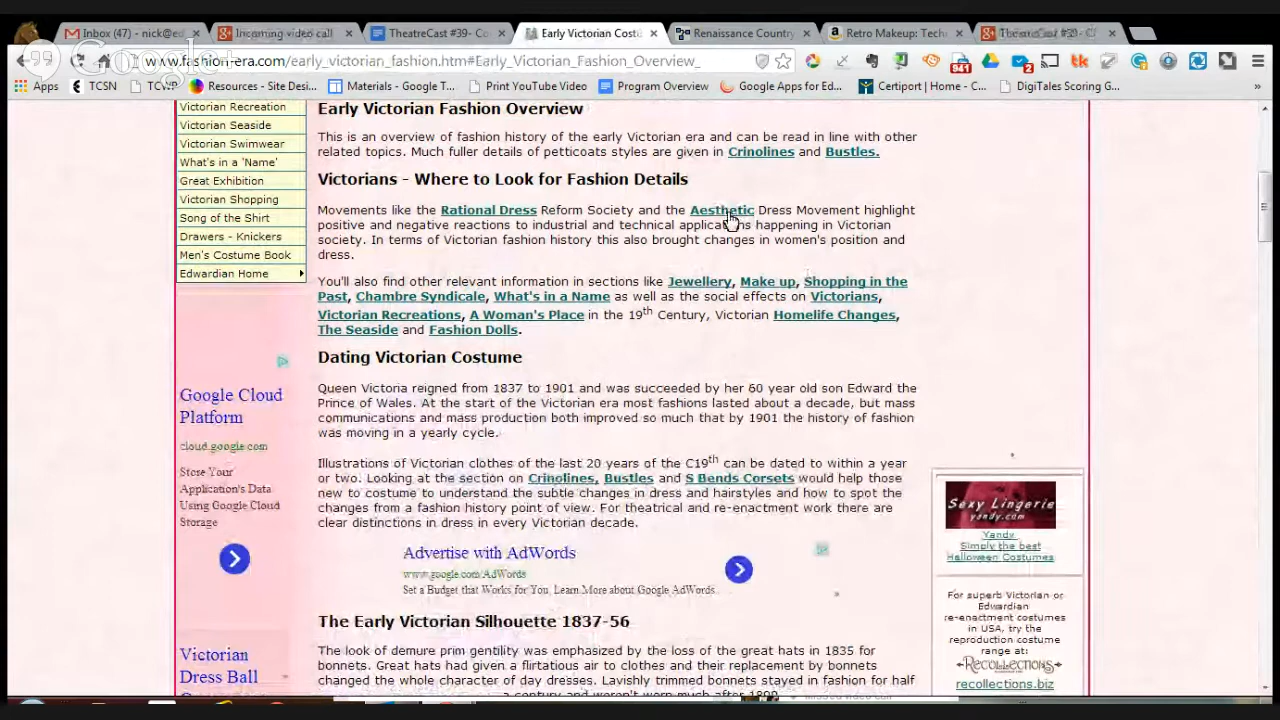 Inbox (47) - nick@ed
Incoming video call
TheatreCast #39- Co
Early Victorian Costu
Renaissance Country
Retro Makeup: Tech
TheatreCast #39- C
Google+
www.fashion-era.com/early_victorian_fashion.htm#Early_Victorian_Fashion_Overview_
941
Apps
TCSN
TCWP
Resources - Site Desi...
Materials - Google T...
Print YouTube Video
Program Overview
Google Apps for Ed...
Certiport | Home - C...
DigiTales Scoring G...
»
Victorian Recreation
Victorian Seaside
Victorian Swimwear
What's in a 'Name'
Great Exhibition
Victorian Shopping
Song of the Shirt
Drawers - Knickers
Men's Costume Book
Edwardian Home
Google Cloud
Platform
cloud.google.com
Store Your
Application's Data
Using Google Cloud
Storage
Victorian
Dress Ball
Early Victorian Fashion Overview
This is an overview of fashion history of the early Victorian era and can be read in line with other
related topics. Much fuller details of petticoats styles are given in Crinolines and Bustles.
Victorians - Where to Look for Fashion Details
Movements like the Rational Dress Reform Society and the Aesthetic Dress Movement highlight
positive and negative reactions to industrial and technical applications happening in Victorian
society. In terms of Victorian fashion history this also brought changes in women's position and
dress.
You'll also find other relevant information in sections like Jewellery, Make up, Shopping in the
Past, Chambre Syndicale, What's in a Name as well as the social effects on Victorians,
Victorian Recreations, A Woman's Place in the 19th Century, Victorian Homelife Changes,
The Seaside and Fashion Dolls.
Dating Victorian Costume
Queen Victoria reigned from 1837 to 1901 and was succeeded by her 60 year old son Edward the
Prince of Wales. At the start of the Victorian era most fashions lasted about a decade, but mass
communications and mass production both improved so much that by 1901 the history of fashion
was moving in a yearly cycle.
Illustrations of Victorian clothes of the last 20 years of the C19th can be dated to within a year
or two. Looking at the section on Crinolines, Bustles and S Bends Corsets would help those
new to costume to understand the subtle changes in dress and hairstyles and how to spot the
changes from a fashion history point of view. For theatrical and re-enactment work there are
clear distinctions in dress in every Victorian decade.
Advertise with AdWords
www.google.com/AdWords
Set a Budget that Works for You. Learn More about Google AdWords.
The Early Victorian Silhouette 1837-56
The look of demure prim gentility was emphasized by the loss of the great hats in 1835 for
bonnets. Great hats had given a flirtatious air to clothes and their replacement by bonnets
changed the whole character of day dresses. Lavishly trimmed bonnets stayed in fashion for half
a century and weren't worn much after 1890.
Sexy Lingerie
yandy.com
Yandy
Simply the best
Halloween Costumes
For superb Victorian or
Edwardian
re-enactment costumes
in USA, try the
reproduction costume
range at:
Recollections
recollections.biz